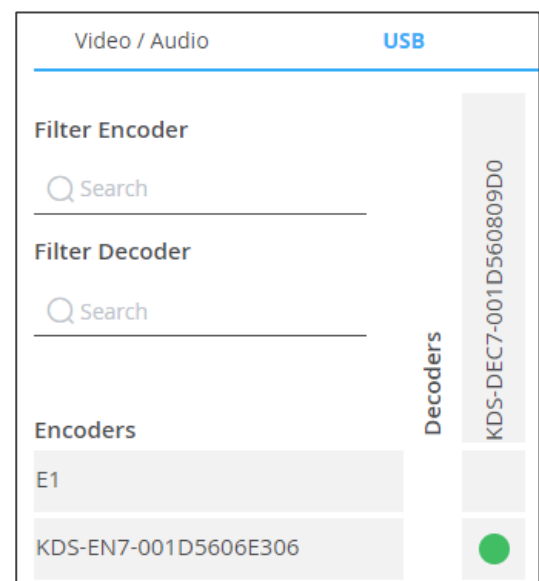 Video / Audio
USB
Filter Encoder
Search
Filter Decoder
Search
Decoders
KDS-DEC7-001D560809D0
Encoders
E1
KDS-EN7-001D5606E306